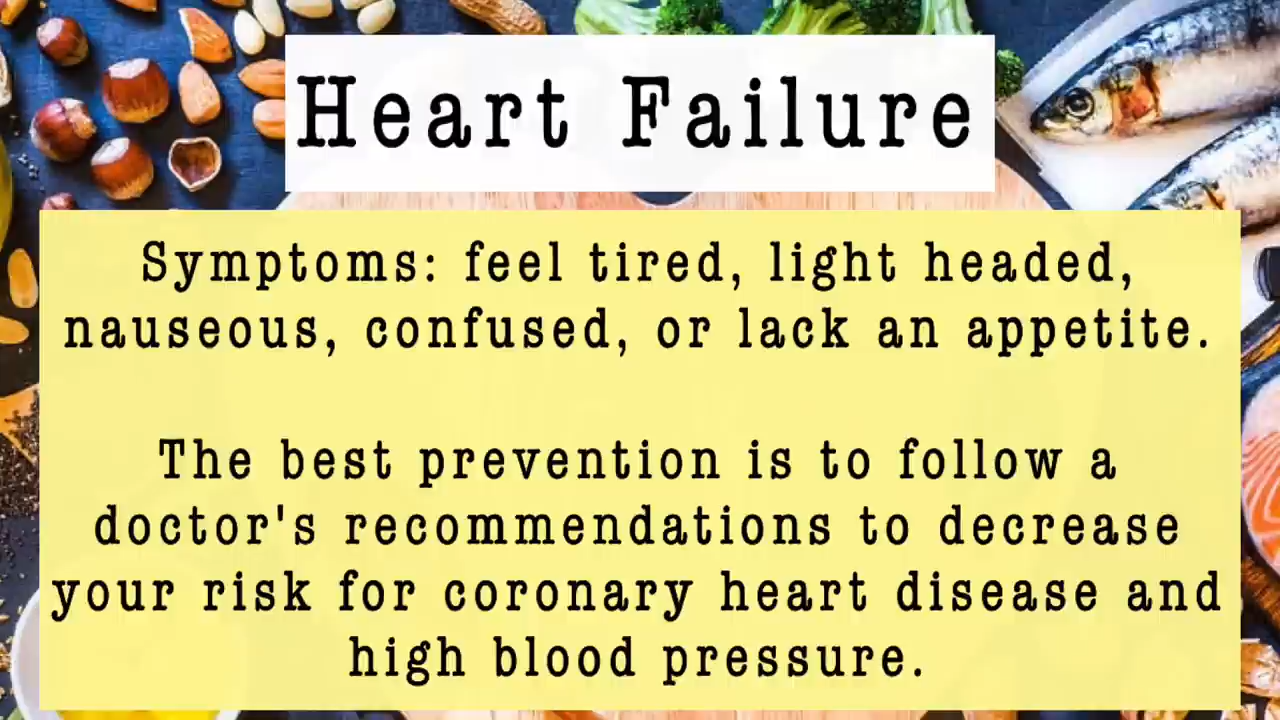 Heart Failure
Symptoms: feel tired, light headed,
nauseous, confused, or lack an appetite.
The best prevention is to follow a
doctor's recommendations to decrease
your risk for coronary heart disease and
high blood pressure.